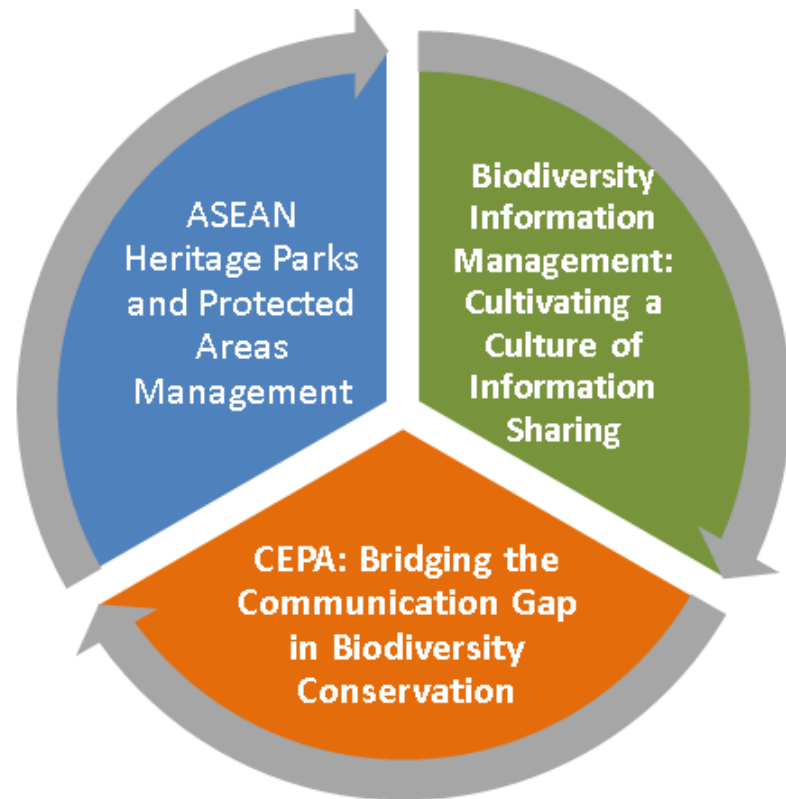 ASEAN
Heritage Parks
and Protected
Areas
Management
Biodiversity
Information
Management:
Cultivating a
Culture of
Information
Sharing
CEPA: Bridging the
Communication Gap
in Biodiversity
Conservation